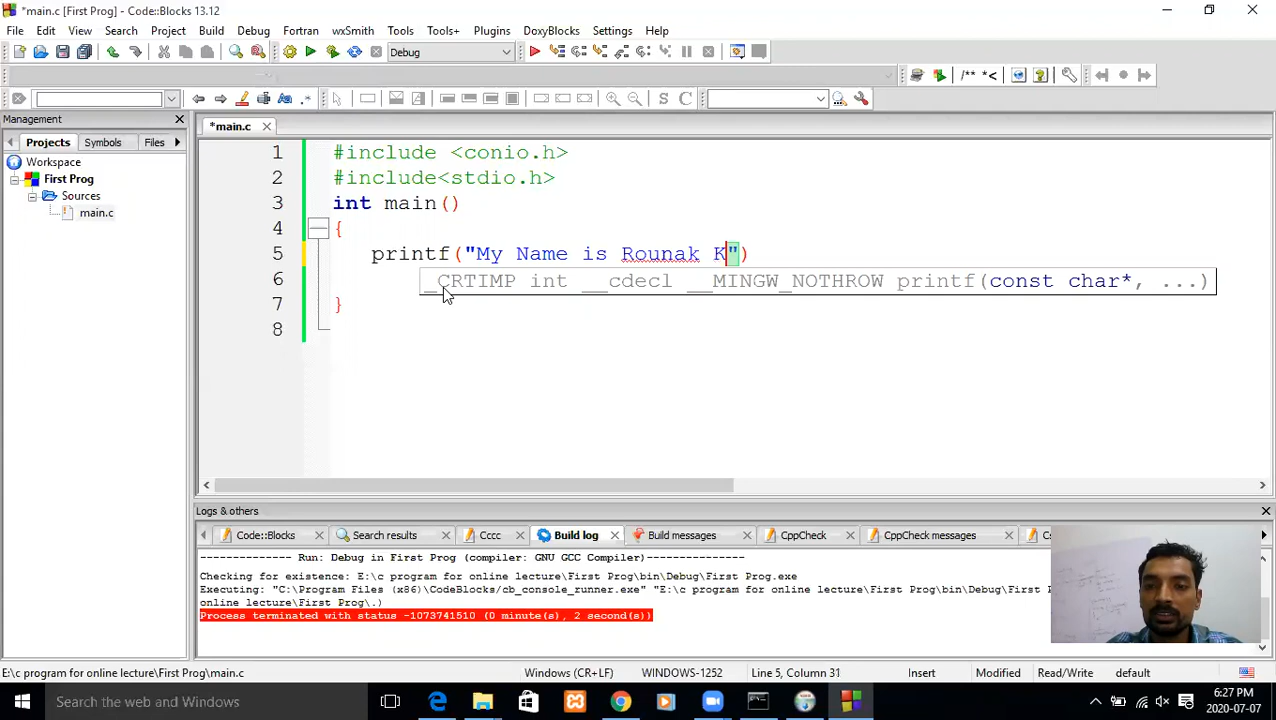 *main.c [First Prog] - Code::Blocks 13.12
File Edit View Search Project Build Debug Fortran wxSmith Tools Tools+ Plugins DoxyBlocks Settings Help
Debug
/** *<
S C
Management
*main.c
Projects Symbols Files
Workspace
First Prog
Sources
main.c
1 #include <conio.h>
2 #include<stdio.h>
3 int main()
4 {
5 printf("My Name is Rounak K")
6 _CRTIMP int __cdecl __MINGW_NOTHROW printf(const char*, ...)
7 }
8
Logs & others
Code::Blocks Search results Cccc Build log Build messages CppCheck CppCheck messages
-------------- Run: Debug in First Prog (compiler: GNU GCC Compiler)---------------
Checking for existence: E:\c program for online lecture\First Prog\bin\Debug\First Prog.exe
Executing: "C:\Program Files (x86)\CodeBlocks/cb_console_runner.exe" "E:\c program for online lecture\First Prog\bin\Debug\First Prog.exe"
online lecture\First Prog\.)
Process terminated with status -1073741510 (0 minute(s), 2 second(s))
E:\c program for online lecture\First Prog\main.c Windows (CR+LF) WINDOWS-1252 Line 5, Column 31 Insert Modified Read/Write default
Search the web and Windows
6:27 PM
2020-07-07